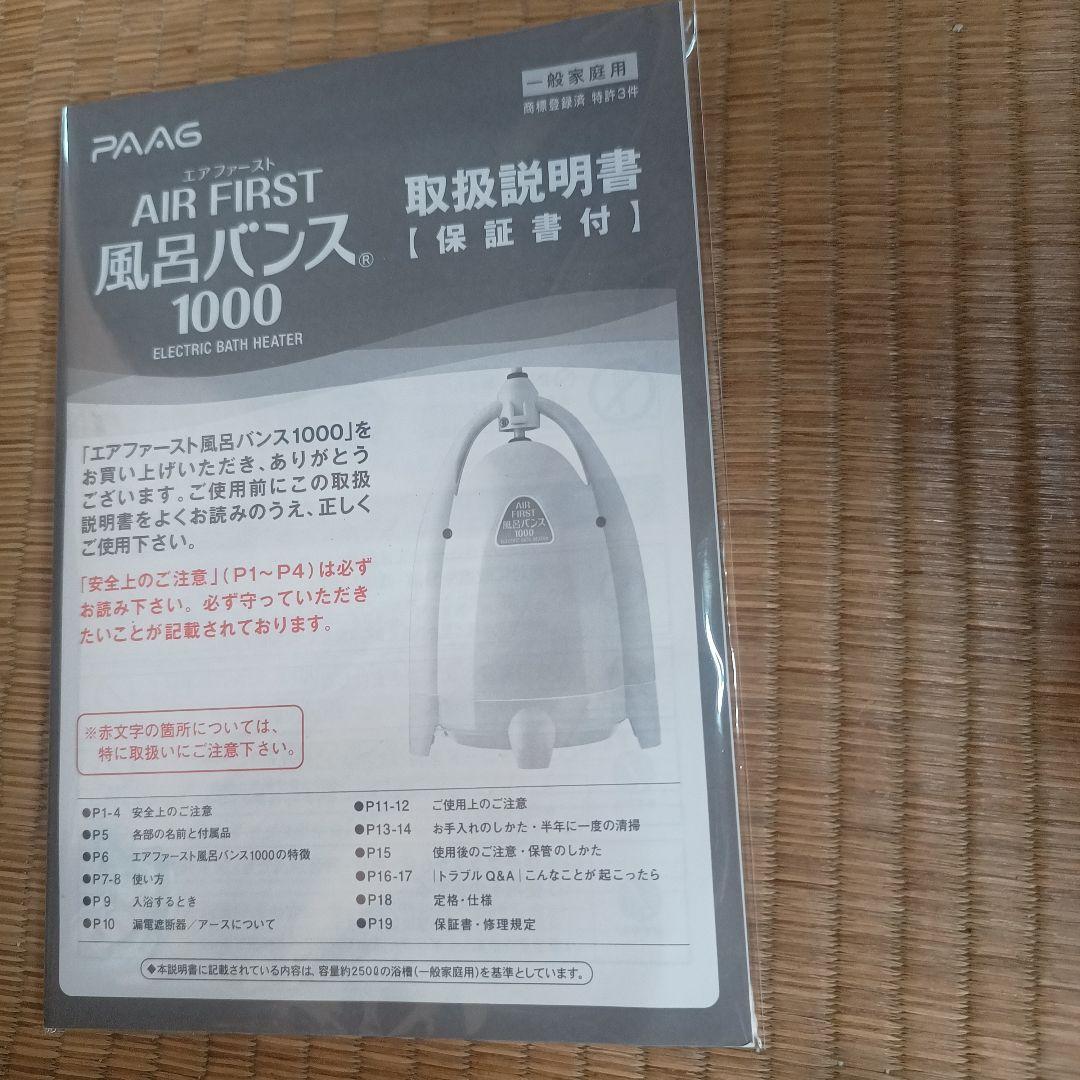 一般家庭用
商標登録済 特許3件
PAAG
エアファースト
AIR FIRST
風呂バンス®
1000
ELECTRIC BATH HEATER
取扱説明書
【保証書付】
「エアファースト風呂バンス1000」を
お買い上げいただき、ありがとう
ございます。ご使用前にこの取扱
説明書をよくお読みのうえ、正しく
ご使用下さい。
「安全上のご注意」(P1〜P4)は必ず
お読み下さい。必ず守っていただき
たいことが記載されております。
※赤文字の箇所については、
特に取扱いにご注意下さい。
AIR
FIRST
風呂バンス
1000
ELECTRIC BATH HEATER
●P1-4 安全上のご注意
●P5 各部の名前と付属品
●P6 エアファースト風呂バンス1000の特徴
●P7-8 使い方
●P9 入浴するとき
●P10 漏電遮断器/アースについて
●P11-12 ご使用上のご注意
●P13-14 お手入れのしかた・半年に一度の清掃
●P15 使用後のご注意・保管のしかた
●P16-17 |トラブルQ&A|こんなことが起こったら
●P18 定格・仕様
●P19 保証書・修理規定
◆本説明書に記載されている内容は、容量約250ℓの浴槽(一般家庭用)を基準としています。